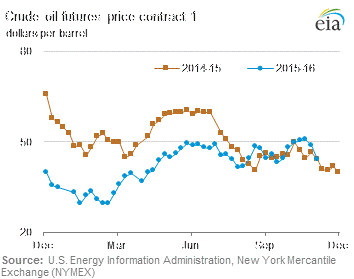 Crude oil futures price contract 1
dollars per barrel
eia
80
2014-15
2015-16
50
20
Dec
Mar
Jun
Sep
Dec
Source: U.S. Energy Information Administration, New York Mercantile
Exchange (NYMEX)